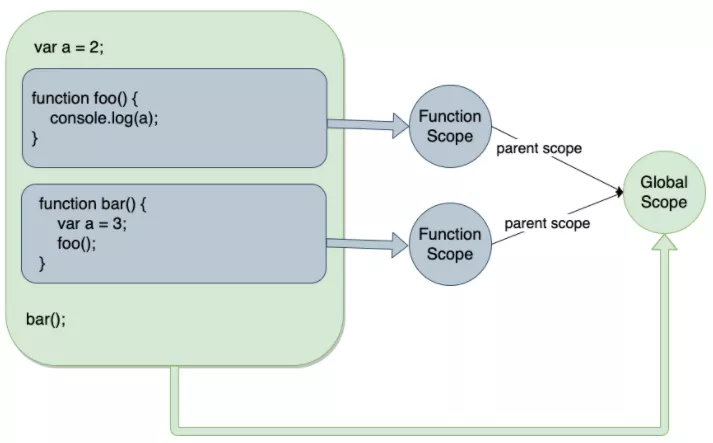 var a = 2;
function foo() {
console.log(a);
}
function bar() {
var a = 3;
foo();
}
bar();
Function
Scope
parent scope
Function
Scope
parent scope
Global
Scope